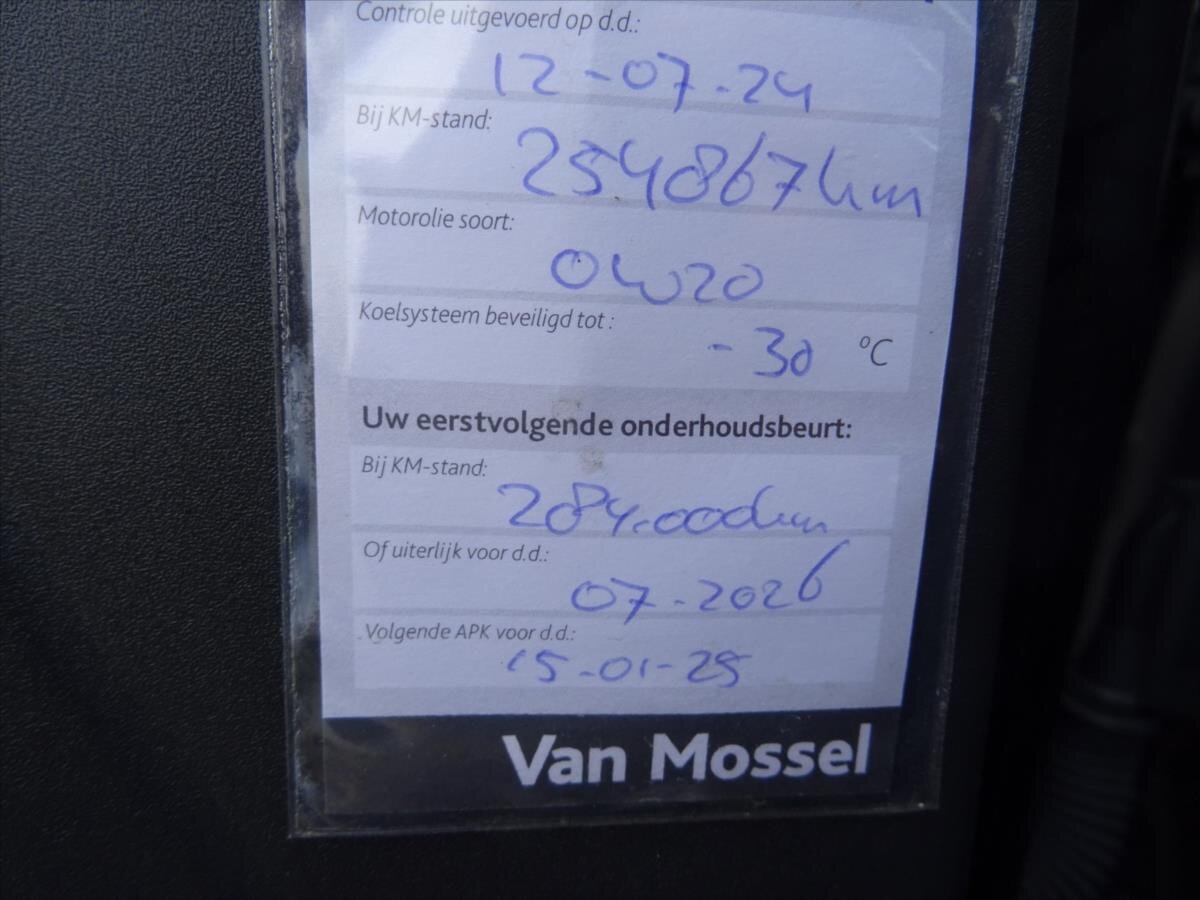 Controle uitgevoerd op d.d.:
12-07-24
Bij KM-stand:
254867km
Motorolie soort:
0W20
Koelsysteem beveiligd tot :
-30 °C
Uw eerstvolgende onderhoudsbeurt:
Bij KM-stand:
284.000km
Of uiterlijk voor d.d.:
07-2026
Volgende APK voor d.d.:
15-01-25
Van Mossel